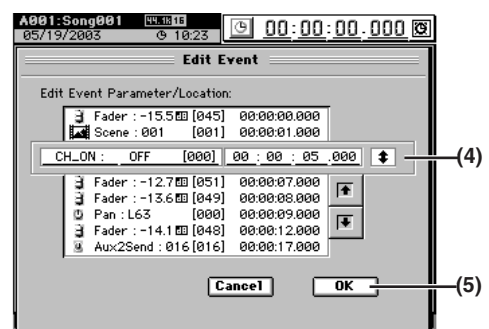 A001:Song001 44.1k 16 00:00:00.000
05/19/2003 10:23
Edit Event
Edit Event Parameter/Location:
Fader : -15.5dB [045] 00:00:00.000
Scene : 001 [001] 00:00:01.000
CH_ON : OFF [000] 00 : 00 : 05 .000 (4)
Fader : -12.7dB [051] 00:00:07.000
Fader : -13.6dB [049] 00:00:08.000
Pan : L63 [000] 00:00:09.000
Fader : -14.1dB [048] 00:00:12.000
Aux2Send : 016 [016] 00:00:17.000
Cancel OK (5)